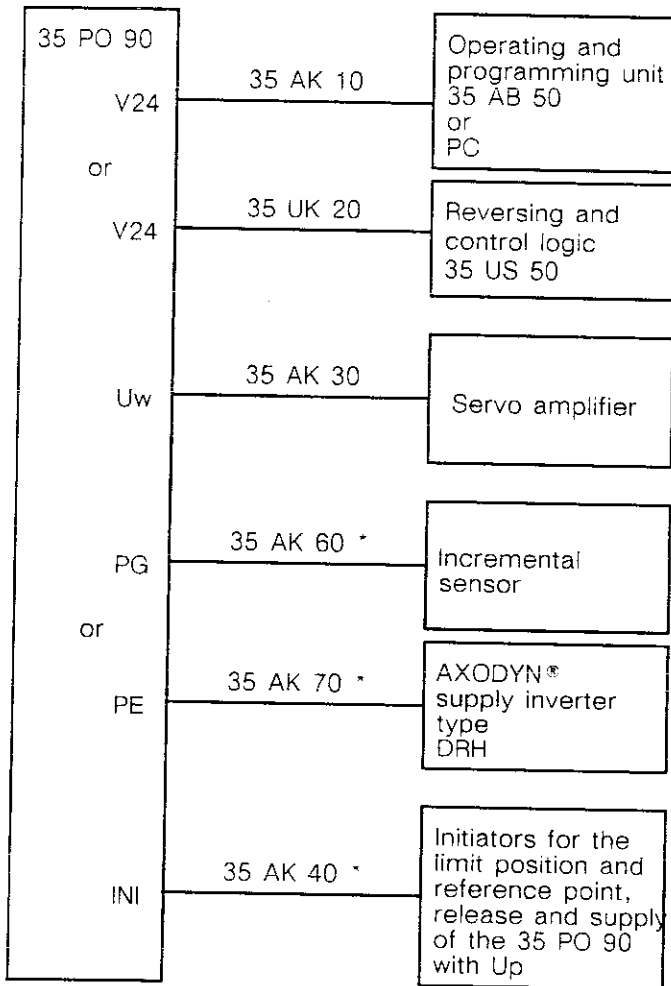 35 PO 90
V24
35 AK 10
Operating and
programming unit
35 AB 50
or
PC
or
V24
35 UK 20
Reversing and
control logic
35 US 50
Uw
35 AK 30
Servo amplifier
PG
35 AK 60 *
Incremental
sensor
or
PE
35 AK 70 *
AXODYN®
supply inverter
type
DRH
INI
35 AK 40 *
Initiators for the
limit position and
reference point,
release and supply
of the 35 PO 90
with Up